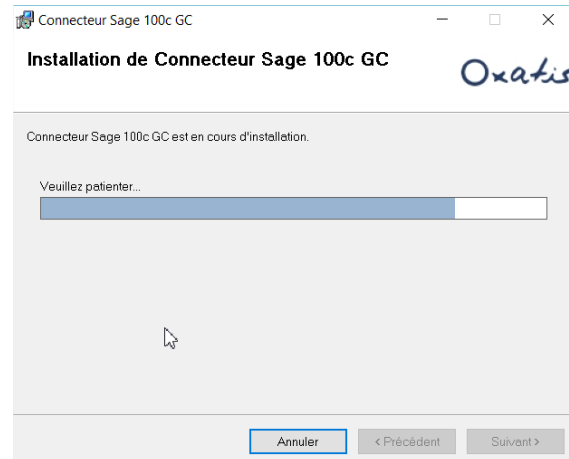 Connecteur Sage 100c GC
Installation de Connecteur Sage 100c GC
Oxatis
Connecteur Sage 100c GC est en cours d'installation.
Veuillez patienter...
Annuler
< Précédent
Suivant >